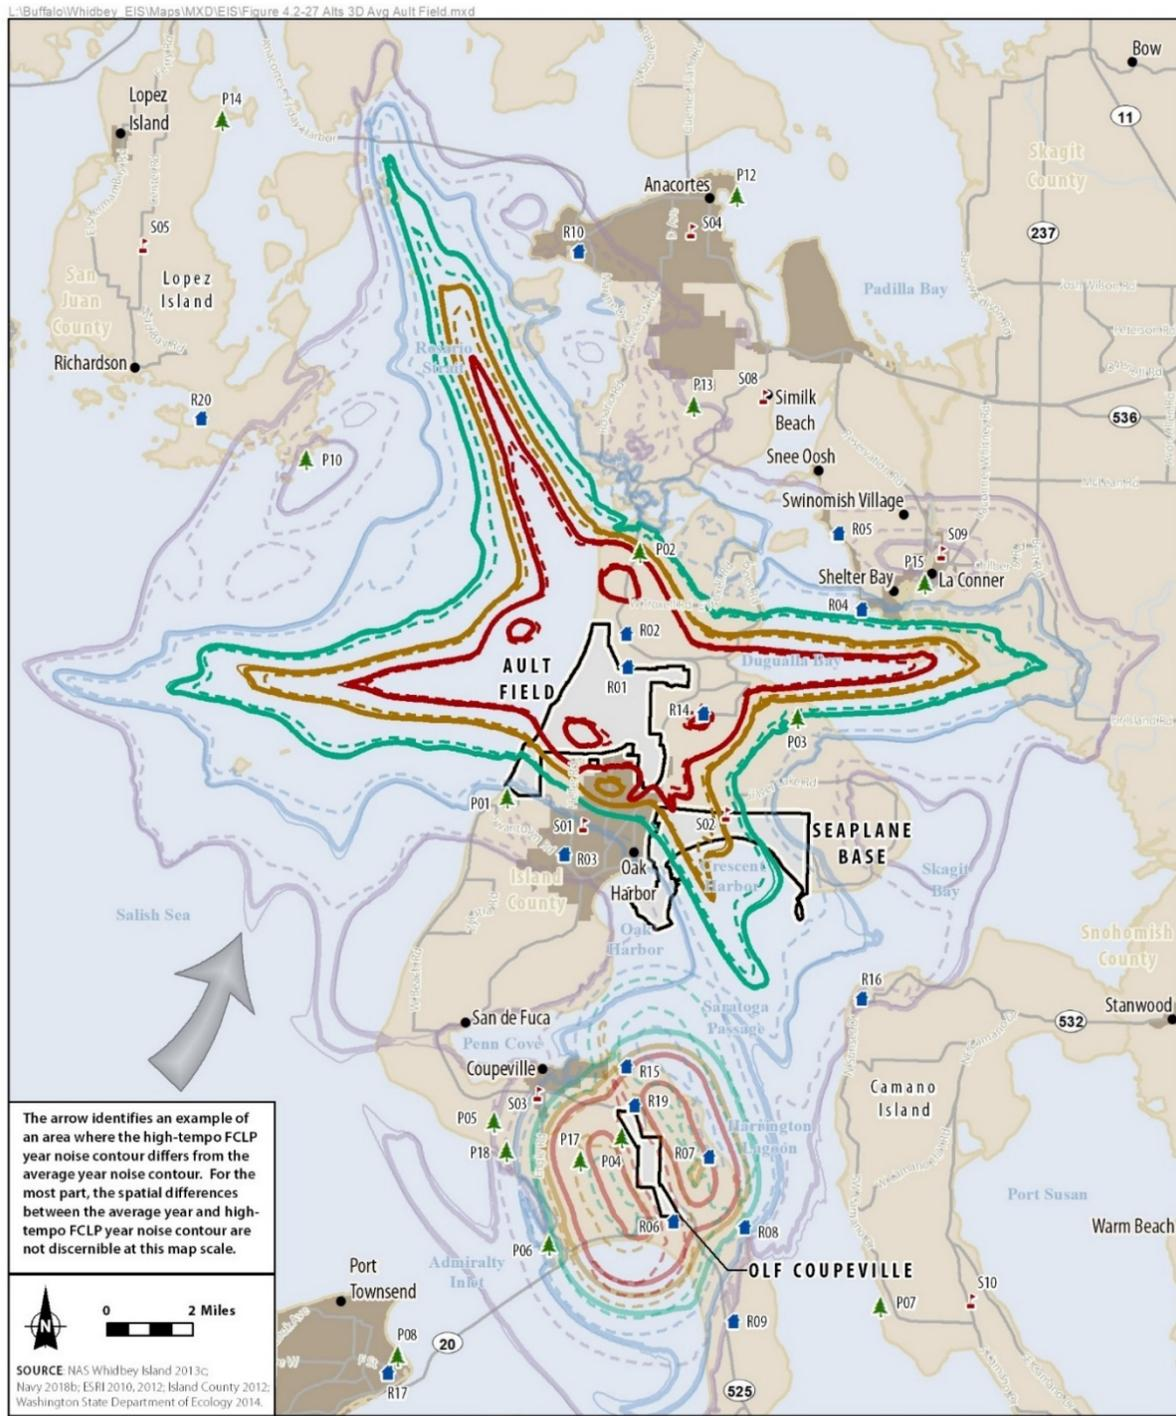 L:\Buffalo\Whidbey_EIS\Maps\MXD\EIS\Figure 4.2-27 Alts 3D Avg Ault Field.mxd
Bow
Lopez
Island
P14
11
Skagit
County
Anacortes
P12
S04
R10
S05
237
Lopez
Island
San
Juan
County
Padilla Bay
Josh Wilson Rd
Rosario
Strait
Richardson
R20
P13
S08
Similk
Beach
536
P10
Snee Oosh
Swinomish Village
R05
S09
P02
P15
Shelter Bay
La Conner
R04
R02
AULT
FIELD
R01
Dugualla Bay
R14
P03
P01
S01
S02
SEAPLANE
BASE
R03
Oak
Harbor
Crescent
Harbor
Island
County
Skagit
Bay
Salish Sea
Oak
Harbor
Snohomish
County
R16
Stanwood
San de Fuca
Saratoga
Passage
532
Penn Cove
Coupeville
R15
Camano
Island
S03
R19
P05
P18
P17
P04
R07
Harrington
Lagoon
Port Susan
R06
R08
Warm Beach
P06
Admiralty
Inlet
OLF COUPEVILLE
Port
Townsend
S10
P07
R09
20
P08
R17
525
The arrow identifies an example of
an area where the high-tempo FCLP
year noise contour differs from the
average year noise contour. For the
most part, the spatial differences
between the average year and high-
tempo FCLP year noise contour are
not discernible at this map scale.
N
0 2 Miles
SOURCE: NAS Whidbey Island 2013c;
Navy 2018b; ESRI 2010, 2012; Island County 2012;
Washington State Department of Ecology 2014.